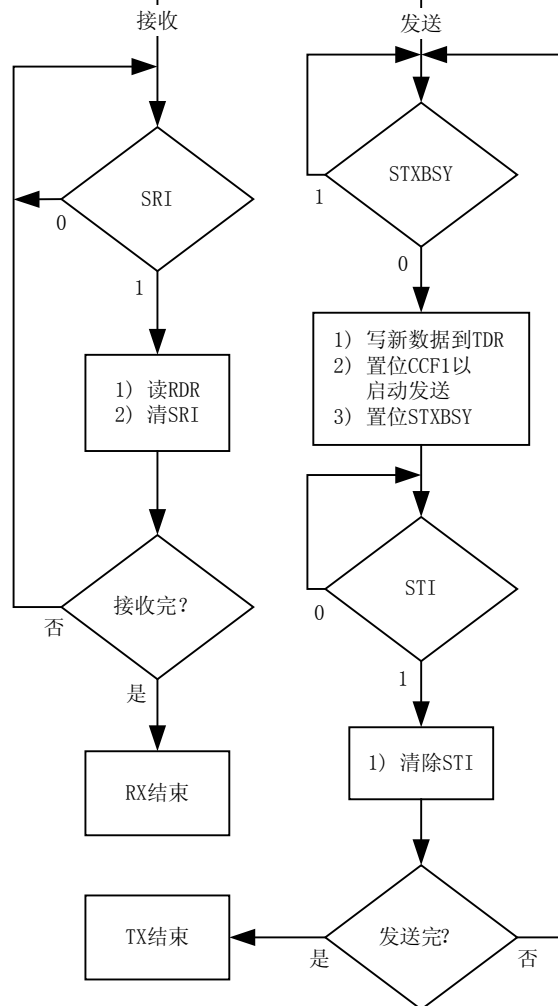 接收
SRI
0
1
1) 读RDR
2) 清SRI
接收完?
否
是
RX结束
发送
STXBSY
1
0
1) 写新数据到TDR
2) 置位CCF1以
启动发送
3) 置位STXBSY
STI
0
1
1) 清除STI
发送完?
是
否
TX结束